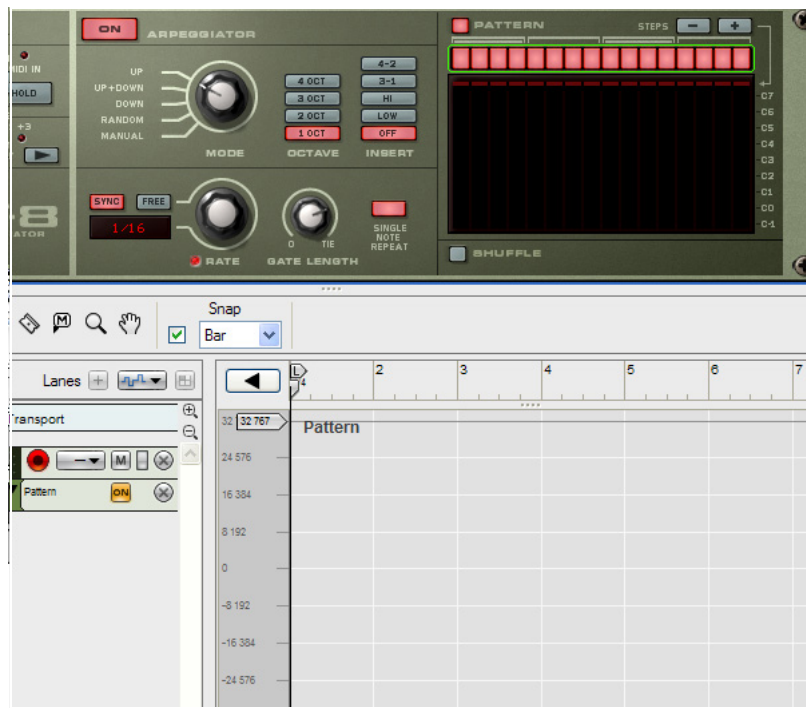 ON ARPEGGIATOR
PATTERN
STEPS - +
MIDI IN
HOLD
+3
UP
UP+DOWN
DOWN
RANDOM
MANUAL
MODE
4 OCT
3 OCT
2 OCT
1 OCT
OCTAVE
4-2
3-1
HI
LOW
OFF
INSERT
C7
C6
C5
C4
C3
C2
C1
C0
C-1
-8
ATOR
SYNC FREE
1/16
RATE
0 TIE
GATE LENGTH
SINGLE
NOTE
REPEAT
SHUFFLE
M
Snap
Bar
Lanes +
L 2 3 4 5 6 7
4
Transport
M
Pattern ON
32 32 767
Pattern
24 576
16 384
8 192
0
-8 192
-16 384
-24 576